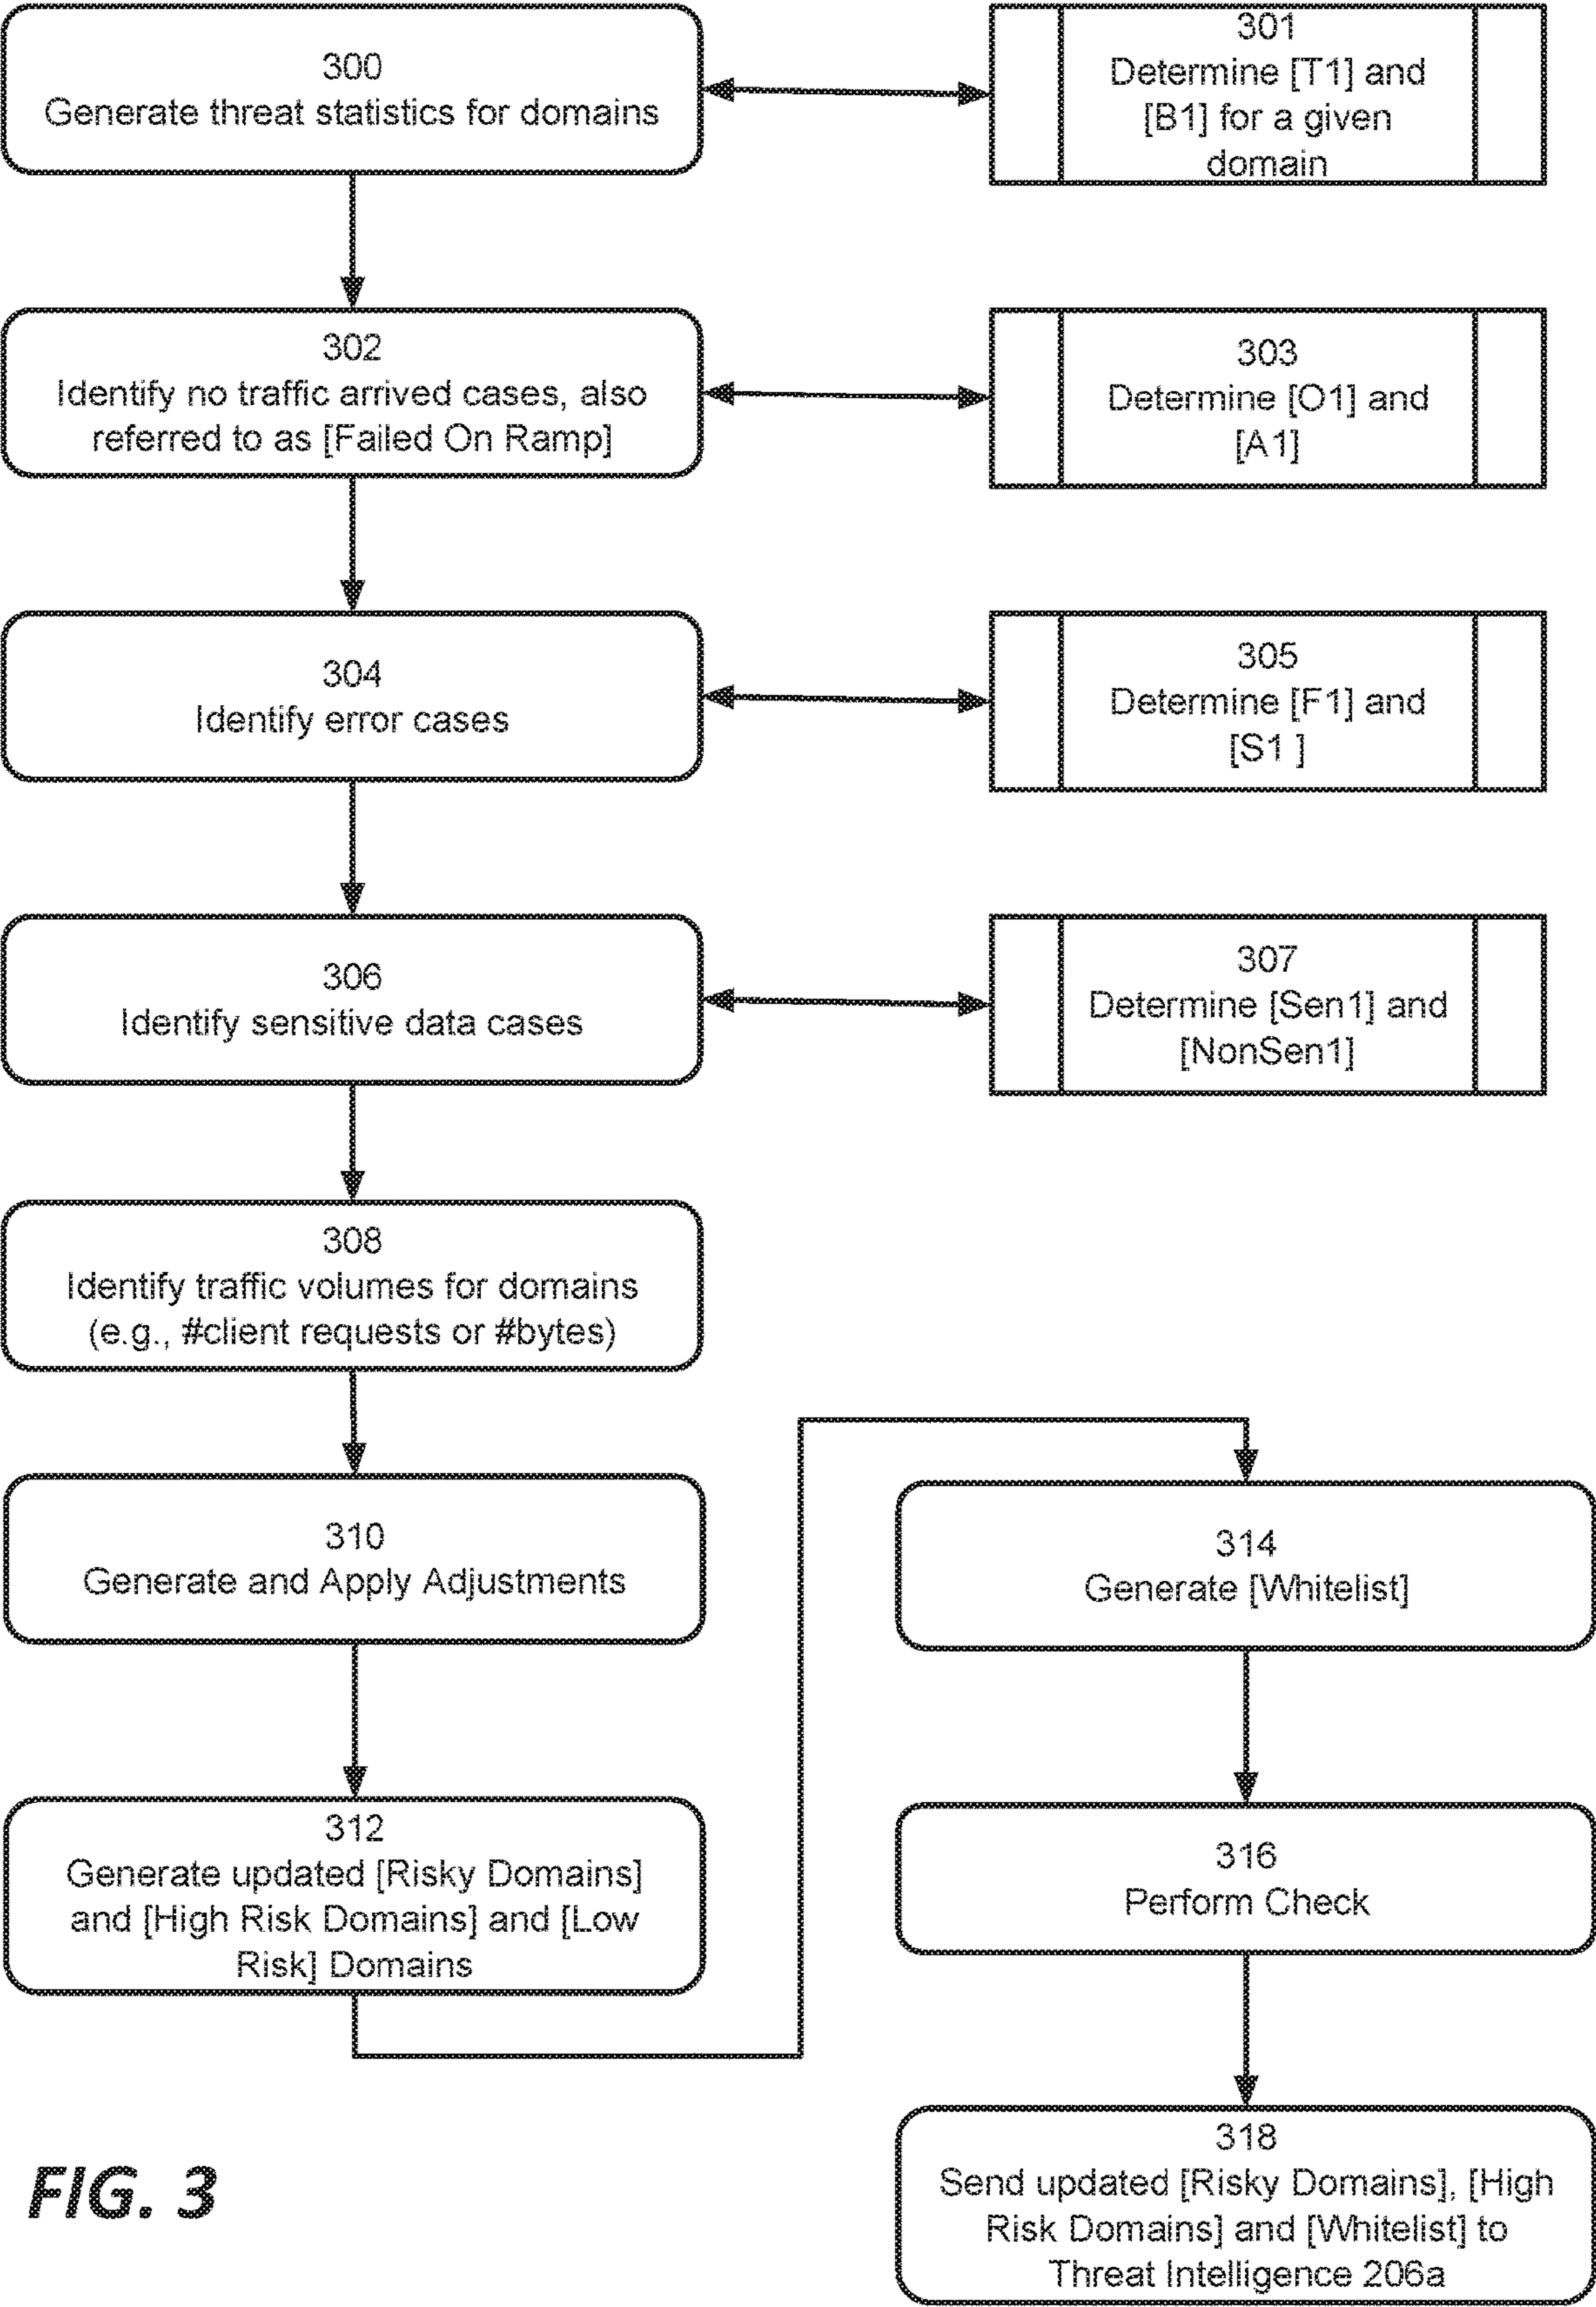 300
Generate threat statistics for domains
301
Determine [T1] and
[B1] for a given
domain
302
Identify no traffic arrived cases, also
referred to as [Failed On Ramp]
303
Determine [O1] and
[A1]
304
Identify error cases
305
Determine [F1] and
[S1 ]
306
Identify sensitive data cases
307
Determine [Sen1] and
[NonSen1]
308
Identify traffic volumes for domains
(e.g., #client requests or #bytes)
310
Generate and Apply Adjustments
312
Generate updated [Risky Domains]
and [High Risk Domains] and [Low
Risk] Domains
314
Generate [Whitelist]
316
Perform Check
318
Send updated [Risky Domains], [High
Risk Domains] and [Whitelist] to
Threat Intelligence 206a
FIG. 3